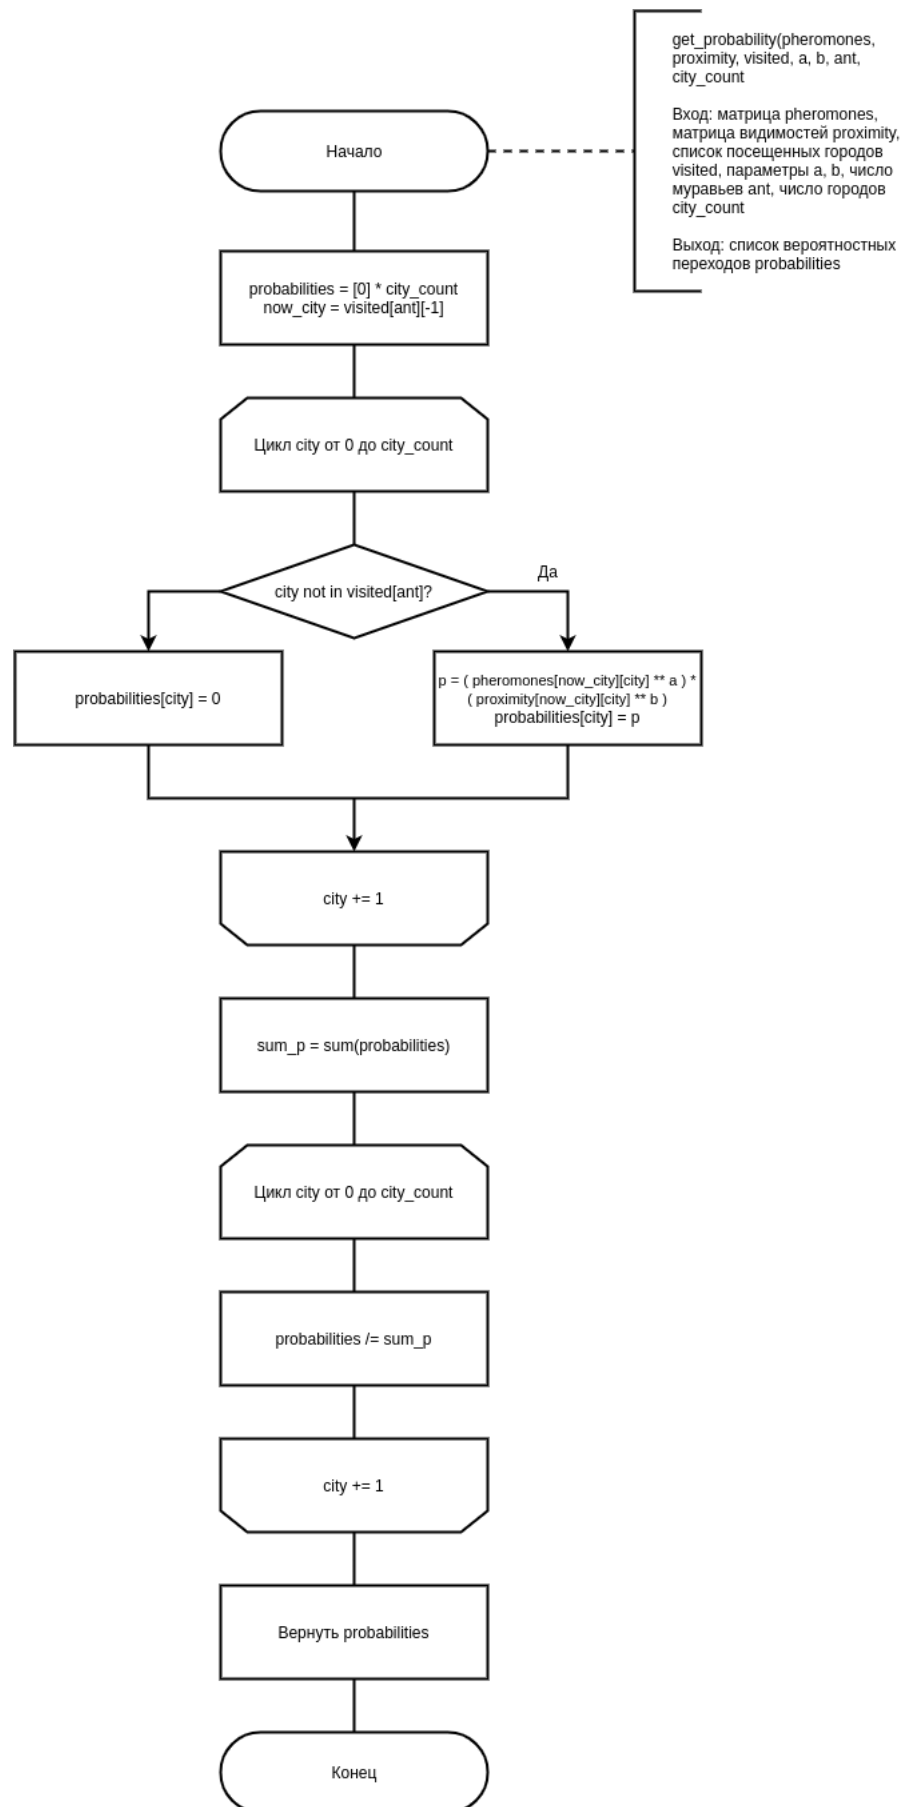 get_probability(pheromones,
proximity, visited, a, b, ant,
city_count
Вход: матрица pheromones,
матрица видимостей proximity,
список посещенных городов
visited, параметры a, b, число
муравьев ant, число городов
city_count
Выход: список вероятностных
переходов probabilities
Начало
probabilities = [0] * city_count
now_city = visited[ant][-1]
Цикл city от 0 до city_count
city not in visited[ant]?
Да
probabilities[city] = 0
p = ( pheromones[now_city][city] ** a ) *
( proximity[now_city][city] ** b )
probabilities[city] = p
city += 1
sum_p = sum(probabilities)
Цикл city от 0 до city_count
probabilities /= sum_p
city += 1
Вернуть probabilities
Конец